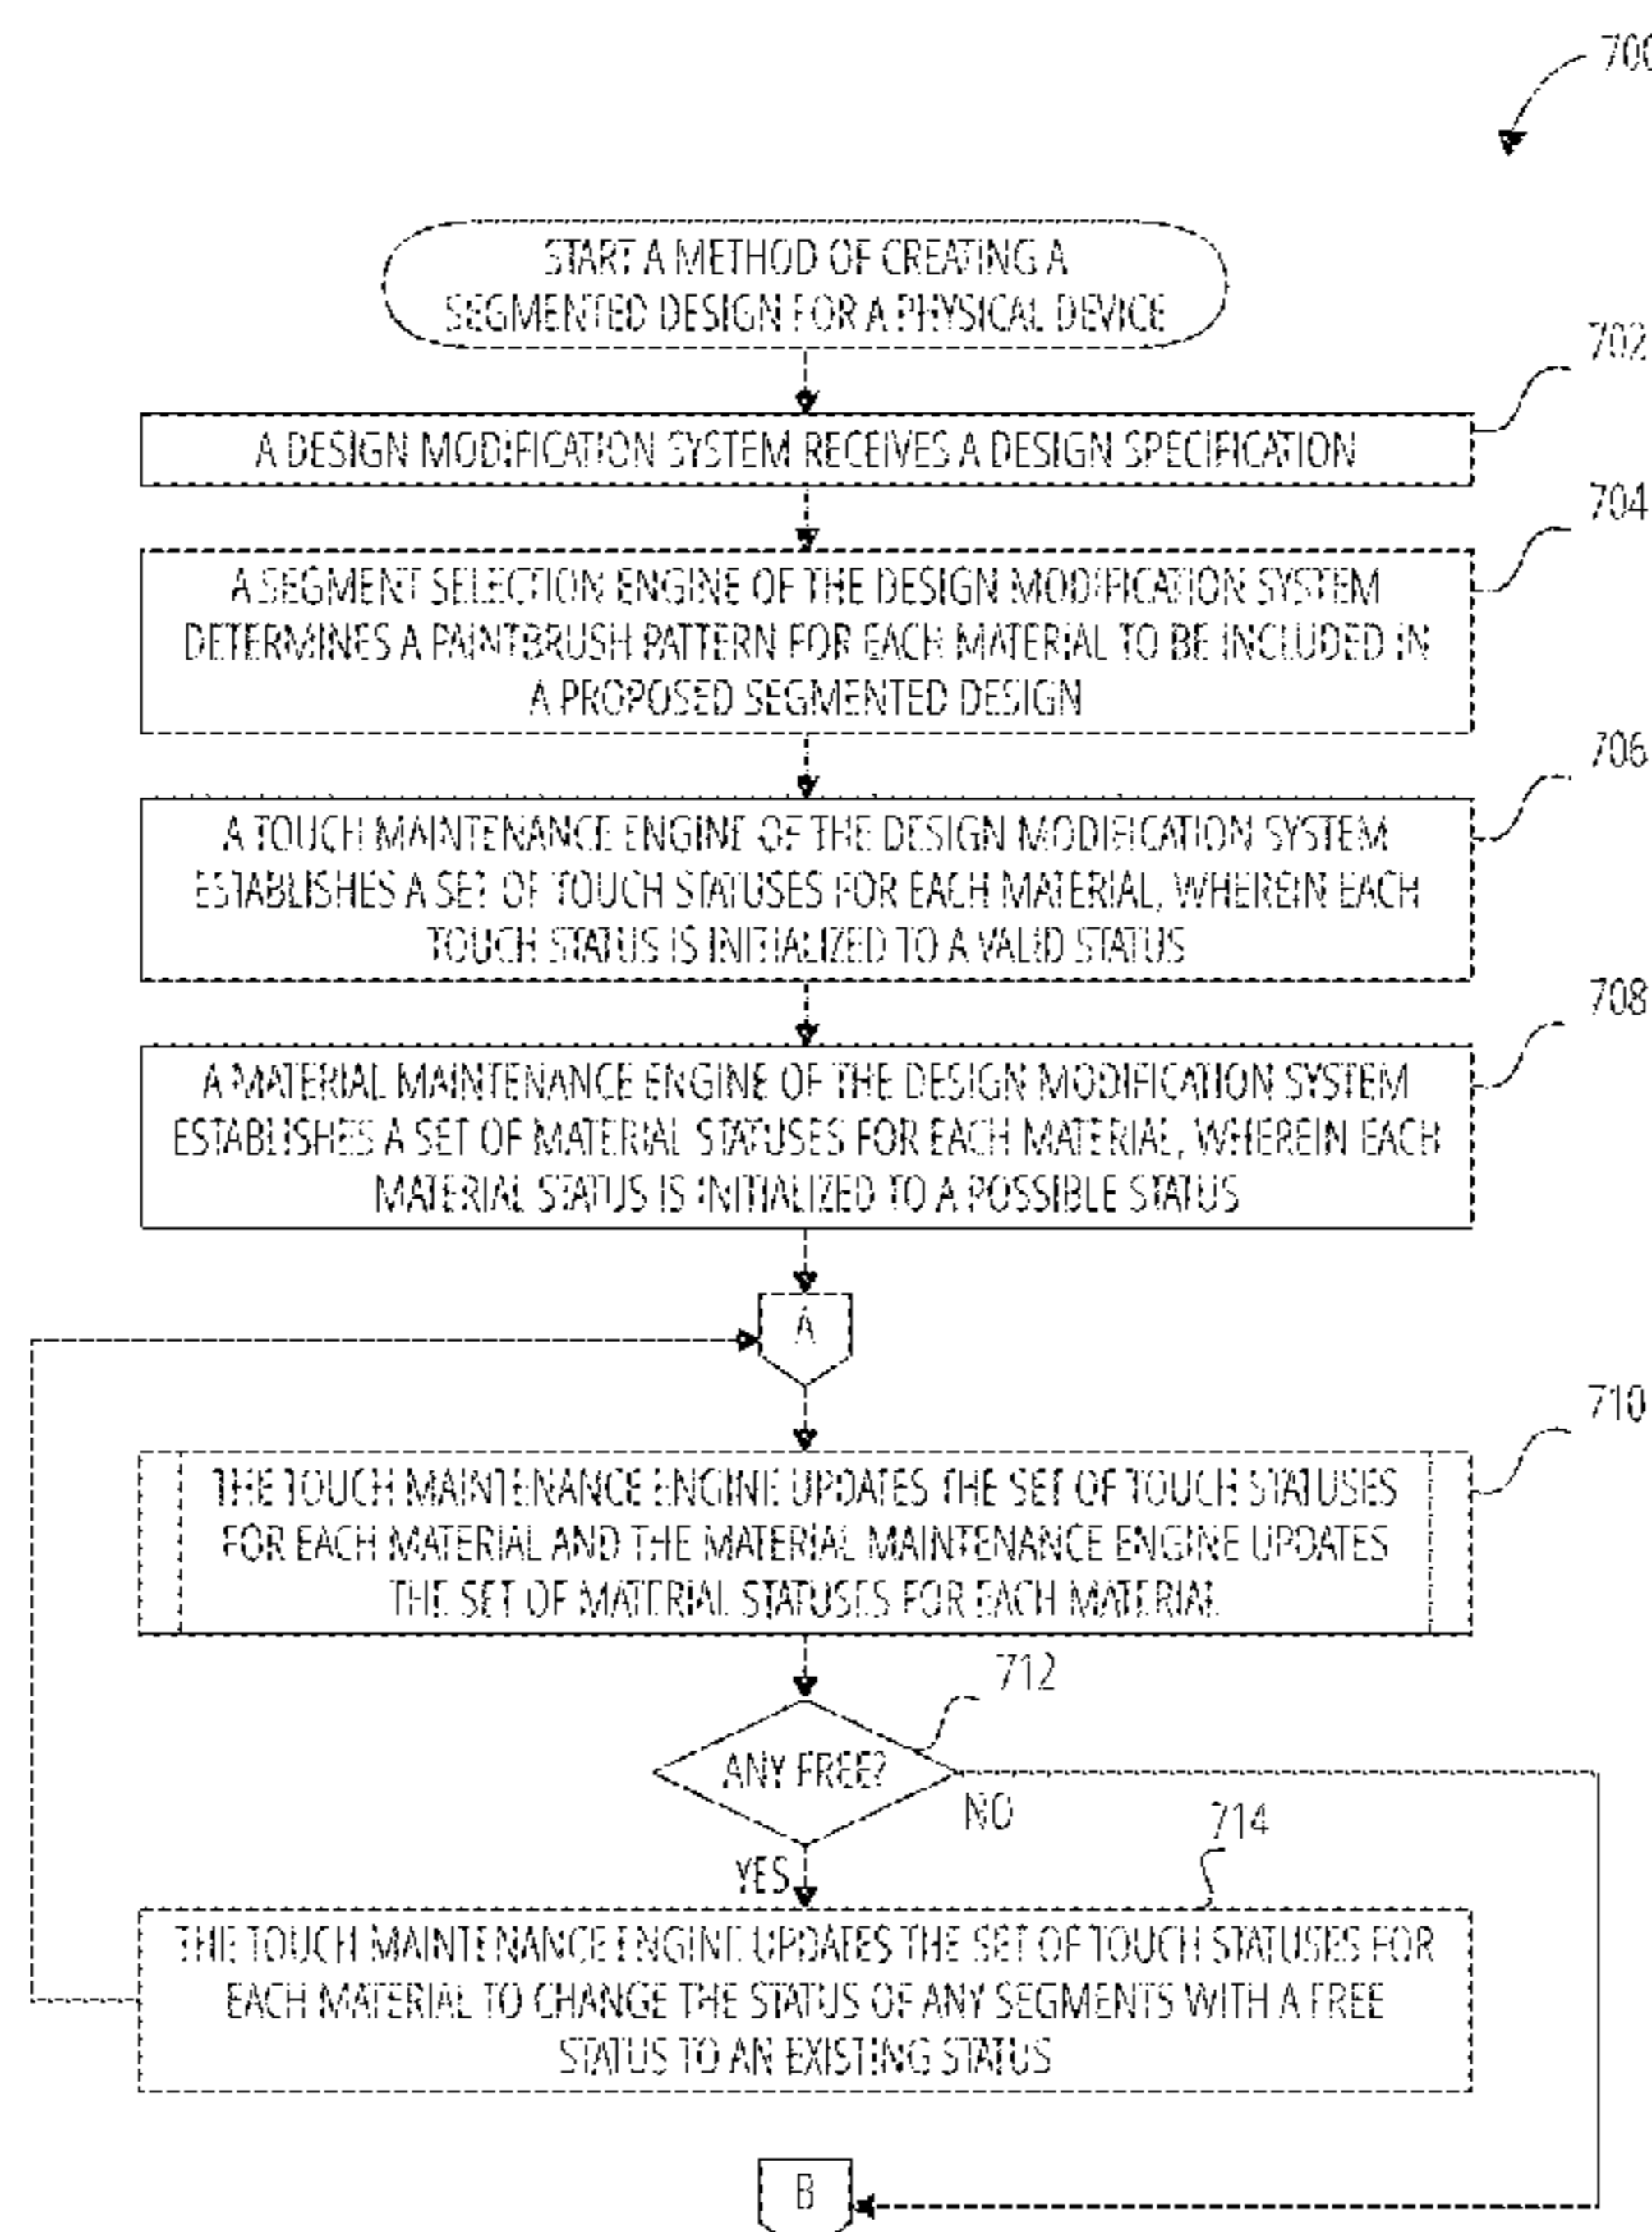 700
START A METHOD OF CREATING A
SEGMENTED DESIGN FOR A PHYSICAL DEVICE
702
A DESIGN MODIFICATION SYSTEM RECEIVES A DESIGN SPECIFICATION
704
A SEGMENT SELECTION ENGINE OF THE DESIGN MODIFICATION SYSTEM
DETERMINES A PAINTBRUSH PATTERN FOR EACH MATERIAL TO BE INCLUDED IN
A PROPOSED SEGMENTED DESIGN
706
A TOUCH MAINTENANCE ENGINE OF THE DESIGN MODIFICATION SYSTEM
ESTABLISHES A SET OF TOUCH STATUSES FOR EACH MATERIAL, WHEREIN EACH
TOUCH STATUS IS INITIALIZED TO A VALID STATUS
708
A MATERIAL MAINTENANCE ENGINE OF THE DESIGN MODIFICATION SYSTEM
ESTABLISHES A SET OF MATERIAL STATUSES FOR EACH MATERIAL, WHEREIN EACH
MATERIAL STATUS IS INITIALIZED TO A POSSIBLE STATUS
A
710
THE TOUCH MAINTENANCE ENGINE UPDATES THE SET OF TOUCH STATUSES
FOR EACH MATERIAL AND THE MATERIAL MAINTENANCE ENGINE UPDATES
THE SET OF MATERIAL STATUSES FOR EACH MATERIAL
712
ANY FREE?
NO
714
YES
THE TOUCH MAINTENANCE ENGINE UPDATES THE SET OF TOUCH STATUSES FOR
EACH MATERIAL TO CHANGE THE STATUS OF ANY SEGMENTS WITH A FREE
STATUS TO AN EXISTING STATUS
B